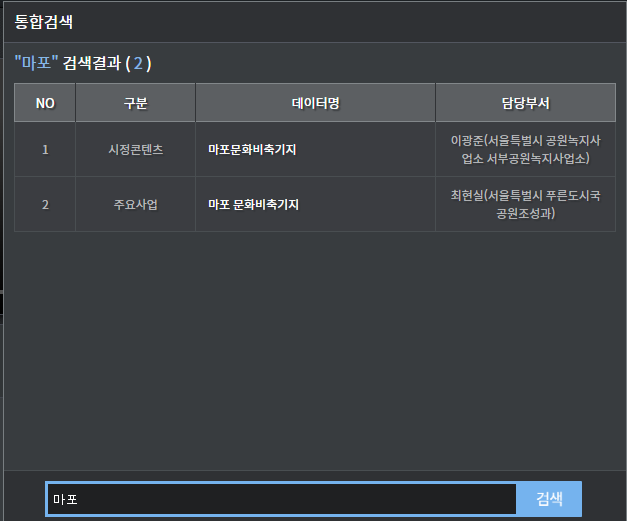 통합검색
"마포" 검색결과 ( 2 )
NO 구분 데이터명 담당부서
1 시정콘텐츠 마포문화비축기지 이광준(서울특별시 공원녹지사
업소 서부공원녹지사업소)
2 주요사업 마포 문화비축기지 최현실(서울특별시 푸른도시국
공원조성과)
마포 검색